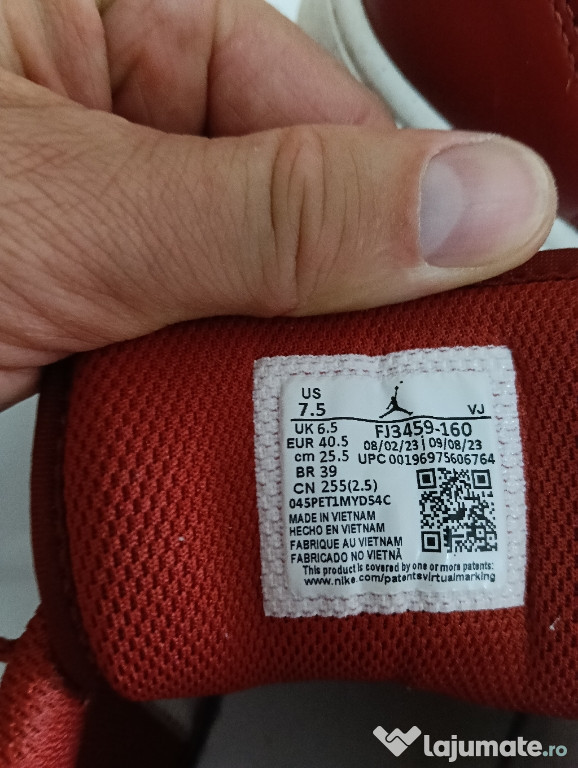 US
7.5
VJ
UK 6.5
FJ3459-160
EUR 40.5
08/02/23 | 09/08/23
cm 25.5
UPC 00196975606764
BR 39
CN 255(2.5)
045PET1MYD54C
MADE IN VIETNAM
HECHO EN VIETNAM
FABRIQUE AU VIETNAM
FABRICADO NO VIETNÃ
This product is covered by one or more patents:
www.nike.com/patentsvirtualmarking
lajumate.ro